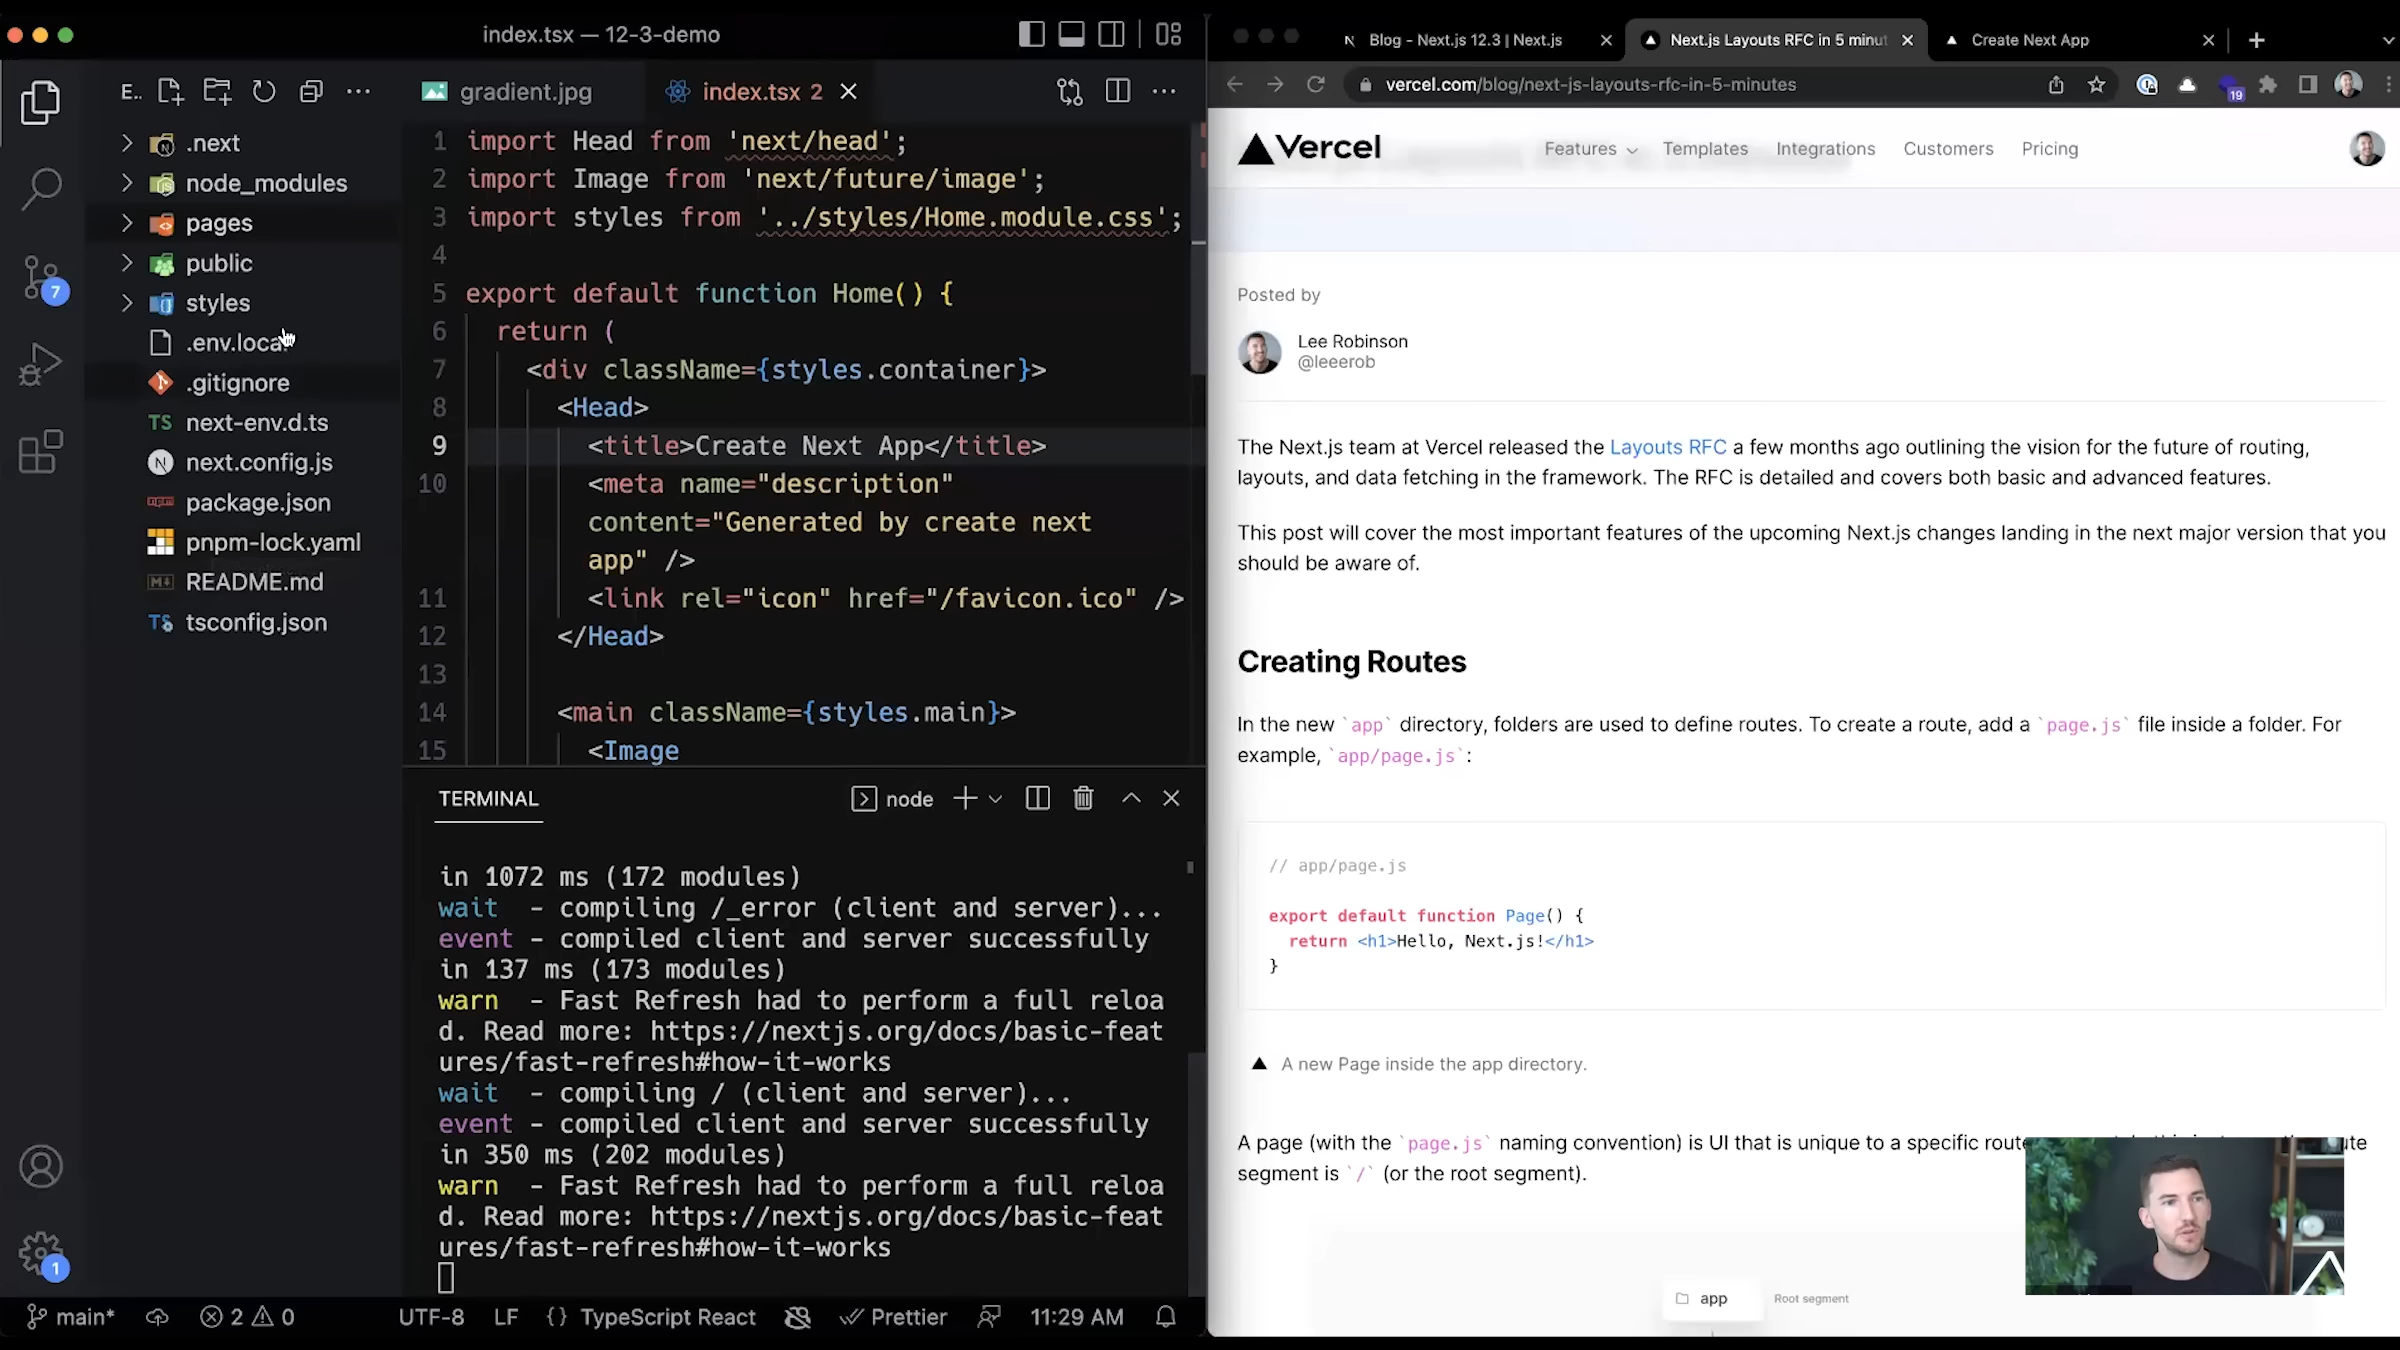 index.tsx — 12-3-demo
E..
.next
node_modules
pages
public
styles
.env.loca
.gitignore
TS next-env.d.ts
N next.config.js
package.json
pnpm-lock.yaml
README.md
TS tsconfig.json
7
1
gradient.jpg
index.tsx 2
1 import Head from 'next/head';
2 import Image from 'next/future/image';
3 import styles from '../styles/Home.module.css';
4
5 export default function Home() {
6 return (
7 <div className={styles.container}>
8 <Head>
9 <title>Create Next App</title>
10 <meta name="description"
content="Generated by create next
app" />
11 <link rel="icon" href="/favicon.ico" />
12 </Head>
13
14 <main className={styles.main}>
15 <Image
TERMINAL
node
in 1072 ms (172 modules)
wait - compiling /_error (client and server)...
event - compiled client and server successfully
in 137 ms (173 modules)
warn - Fast Refresh had to perform a full reloa
d. Read more: https://nextjs.org/docs/basic-feat
ures/fast-refresh#how-it-works
wait - compiling / (client and server)...
event - compiled client and server successfully
in 350 ms (202 modules)
warn - Fast Refresh had to perform a full reloa
d. Read more: https://nextjs.org/docs/basic-feat
ures/fast-refresh#how-it-works
main* 2 0 UTF-8 LF {} TypeScript React Prettier 11:29 AM
Blog - Next.js 12.3 | Next.js
Next.js Layouts RFC in 5 minut
Create Next App
vercel.com/blog/next-js-layouts-rfc-in-5-minutes
19
Vercel
Features Templates Integrations Customers Pricing
Posted by
Lee Robinson
@leeerob
The Next.js team at Vercel released the Layouts RFC a few months ago outlining the vision for the future of routing,
layouts, and data fetching in the framework. The RFC is detailed and covers both basic and advanced features.
This post will cover the most important features of the upcoming Next.js changes landing in the next major version that you
should be aware of.
Creating Routes
In the new `app` directory, folders are used to define routes. To create a route, add a `page.js` file inside a folder. For
example, `app/page.js`:
// app/page.js
export default function Page() {
return <h1>Hello, Next.js!</h1>
}
A new Page inside the app directory.
A page (with the `page.js` naming convention) is UI that is unique to a specific route
segment is `/` (or the root segment).
app
Root segment